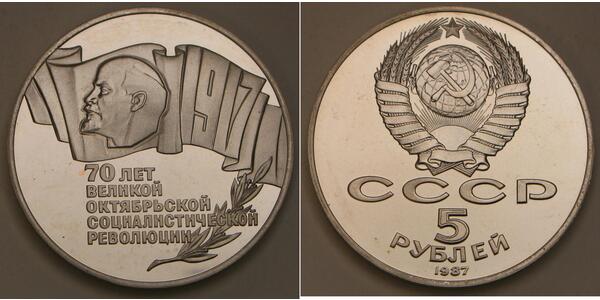 1917
70 ЛЕТ
ВЕЛИКОЙ
ОКТЯБРЬСКОЙ
СОЦИАЛИСТИЧЕСКОЙ
РЕВОЛЮЦИИ
СССР
5
РУБЛЕЙ
1987